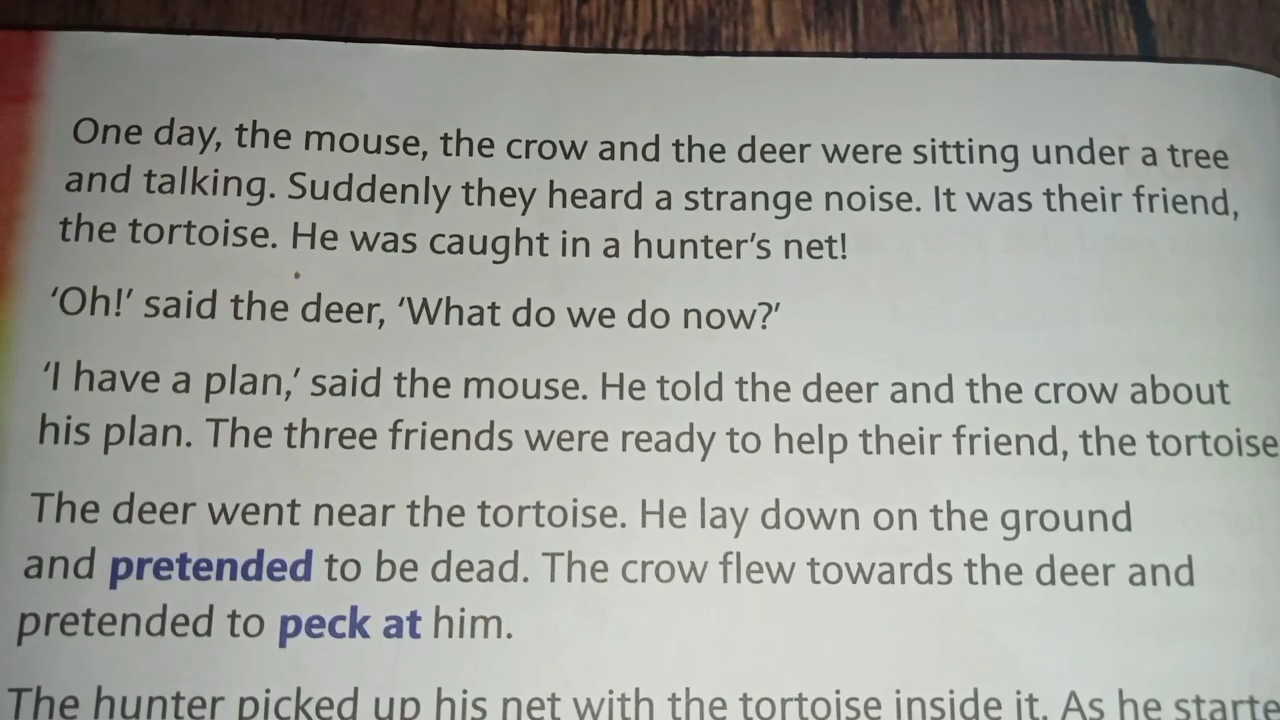 One day, the mouse, the crow and the deer were sitting under a tree
and talking. Suddenly they heard a strange noise. It was their friend,
the tortoise. He was caught in a hunter's net!
‘Oh!’ said the deer, ‘What do we do now?’
‘I have a plan,’ said the mouse. He told the deer and the crow about
his plan. The three friends were ready to help their friend, the tortoise
The deer went near the tortoise. He lay down on the ground
and pretended to be dead. The crow flew towards the deer and
pretended to peck at him.
The hunter picked up his net with the tortoise inside it. As he starte